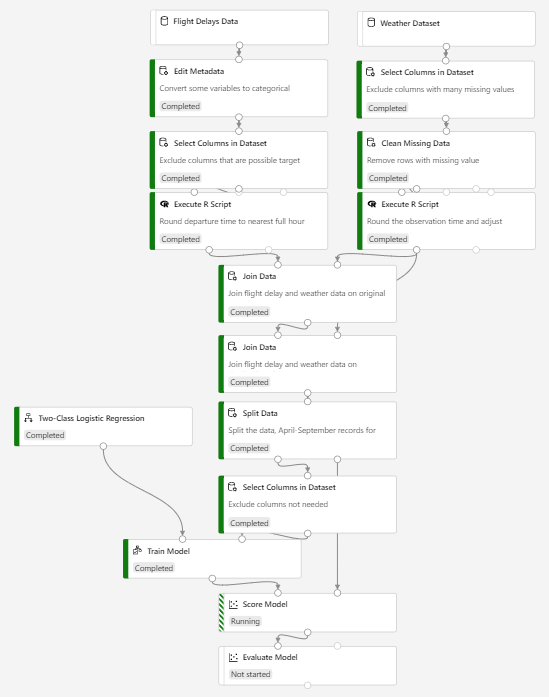 Flight Delays Data
Weather Dataset
Edit Metadata
Convert some variables to categorical
Completed
Select Columns in Dataset
Exclude columns with many missing values
Completed
Select Columns in Dataset
Exclude columns that are possible target
Completed
Clean Missing Data
Remove rows with missing value
Completed
Execute R Script
Round departure time to nearest full hour
Completed
Execute R Script
Round the observation time and adjust
Completed
Join Data
Join flight delay and weather data on original
Completed
Join Data
Join flight delay and weather data on
Completed
Two-Class Logistic Regression
Completed
Split Data
Split the data, April-September records for
Completed
Select Columns in Dataset
Exclude columns not needed
Completed
Train Model
Completed
Score Model
Running
Evaluate Model
Not started